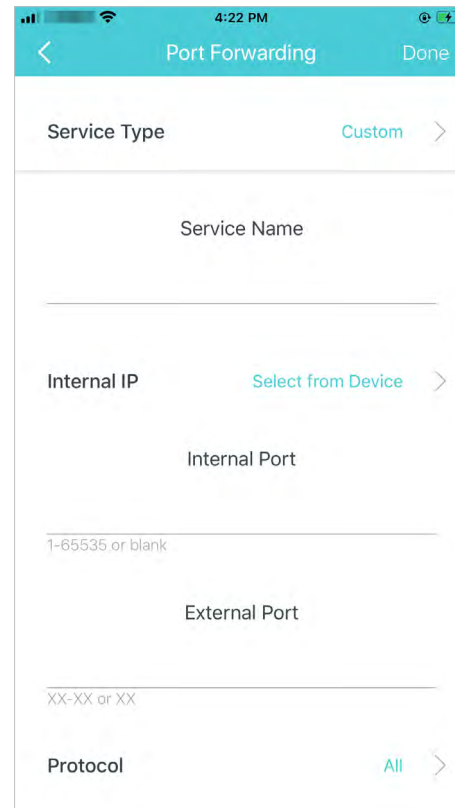 4:22 PM
Port Forwarding
Done
Service Type
Custom
Service Name
Internal IP
Select from Device
Internal Port
1-65535 or blank
External Port
XX-XX or XX
Protocol
All